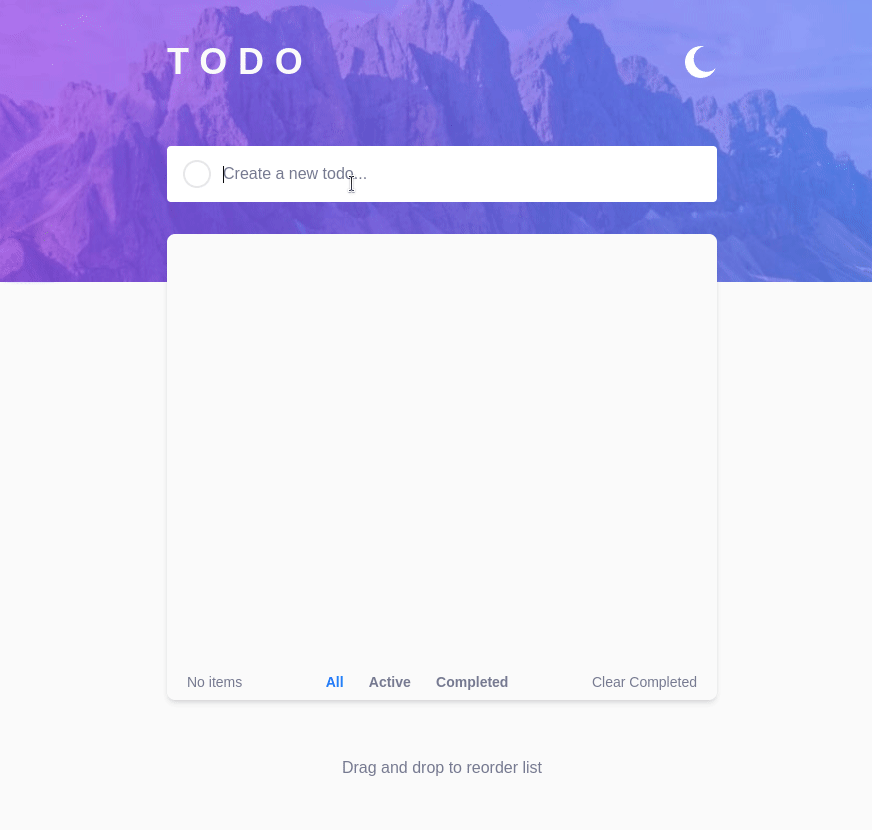 TODO
Create a new todo...
No items All Active Completed Clear Completed
Drag and drop to reorder list